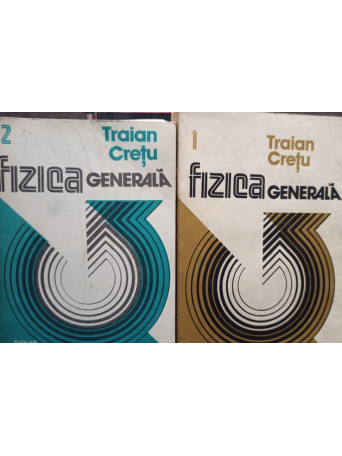 2
Traian
Crețu
fizica GENERALĂ
1
Traian
Crețu
fizica GENERALĂ